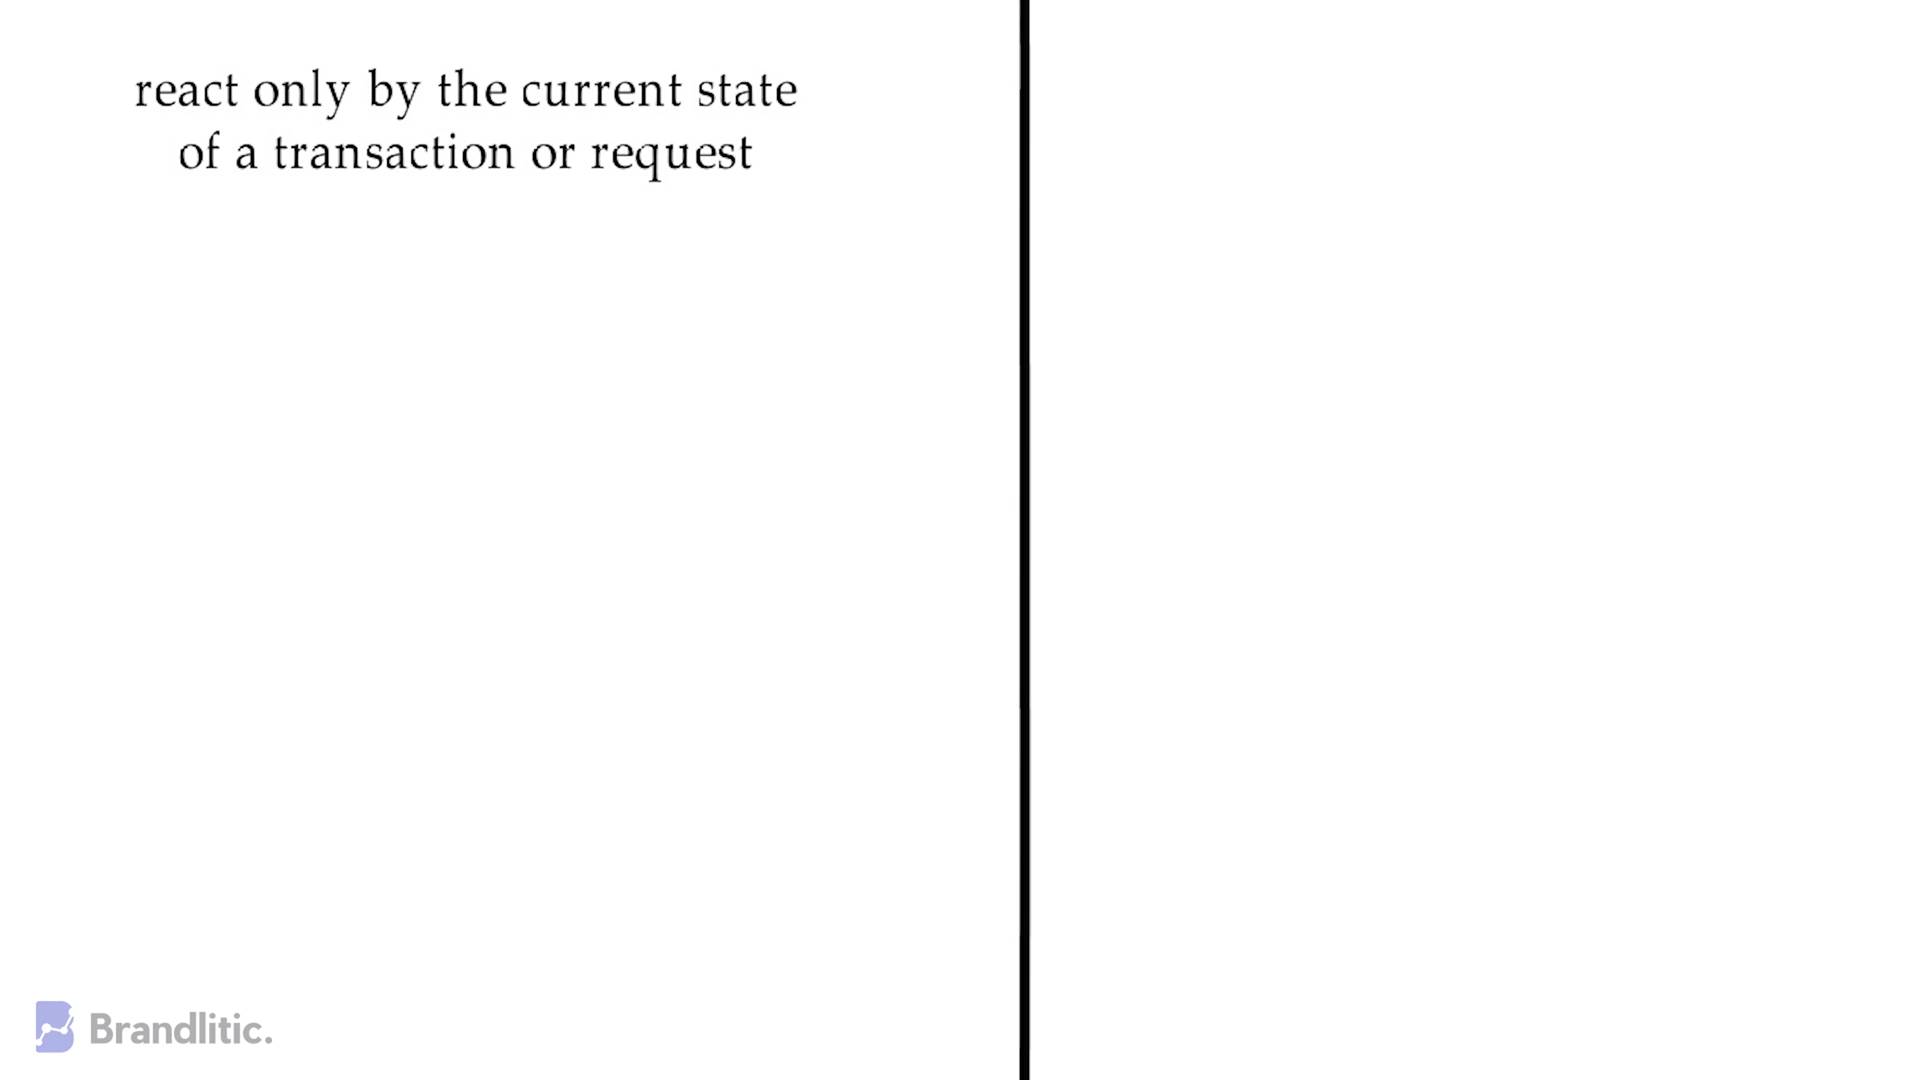 react only by the current state
of a transaction or request
Brandlitic.